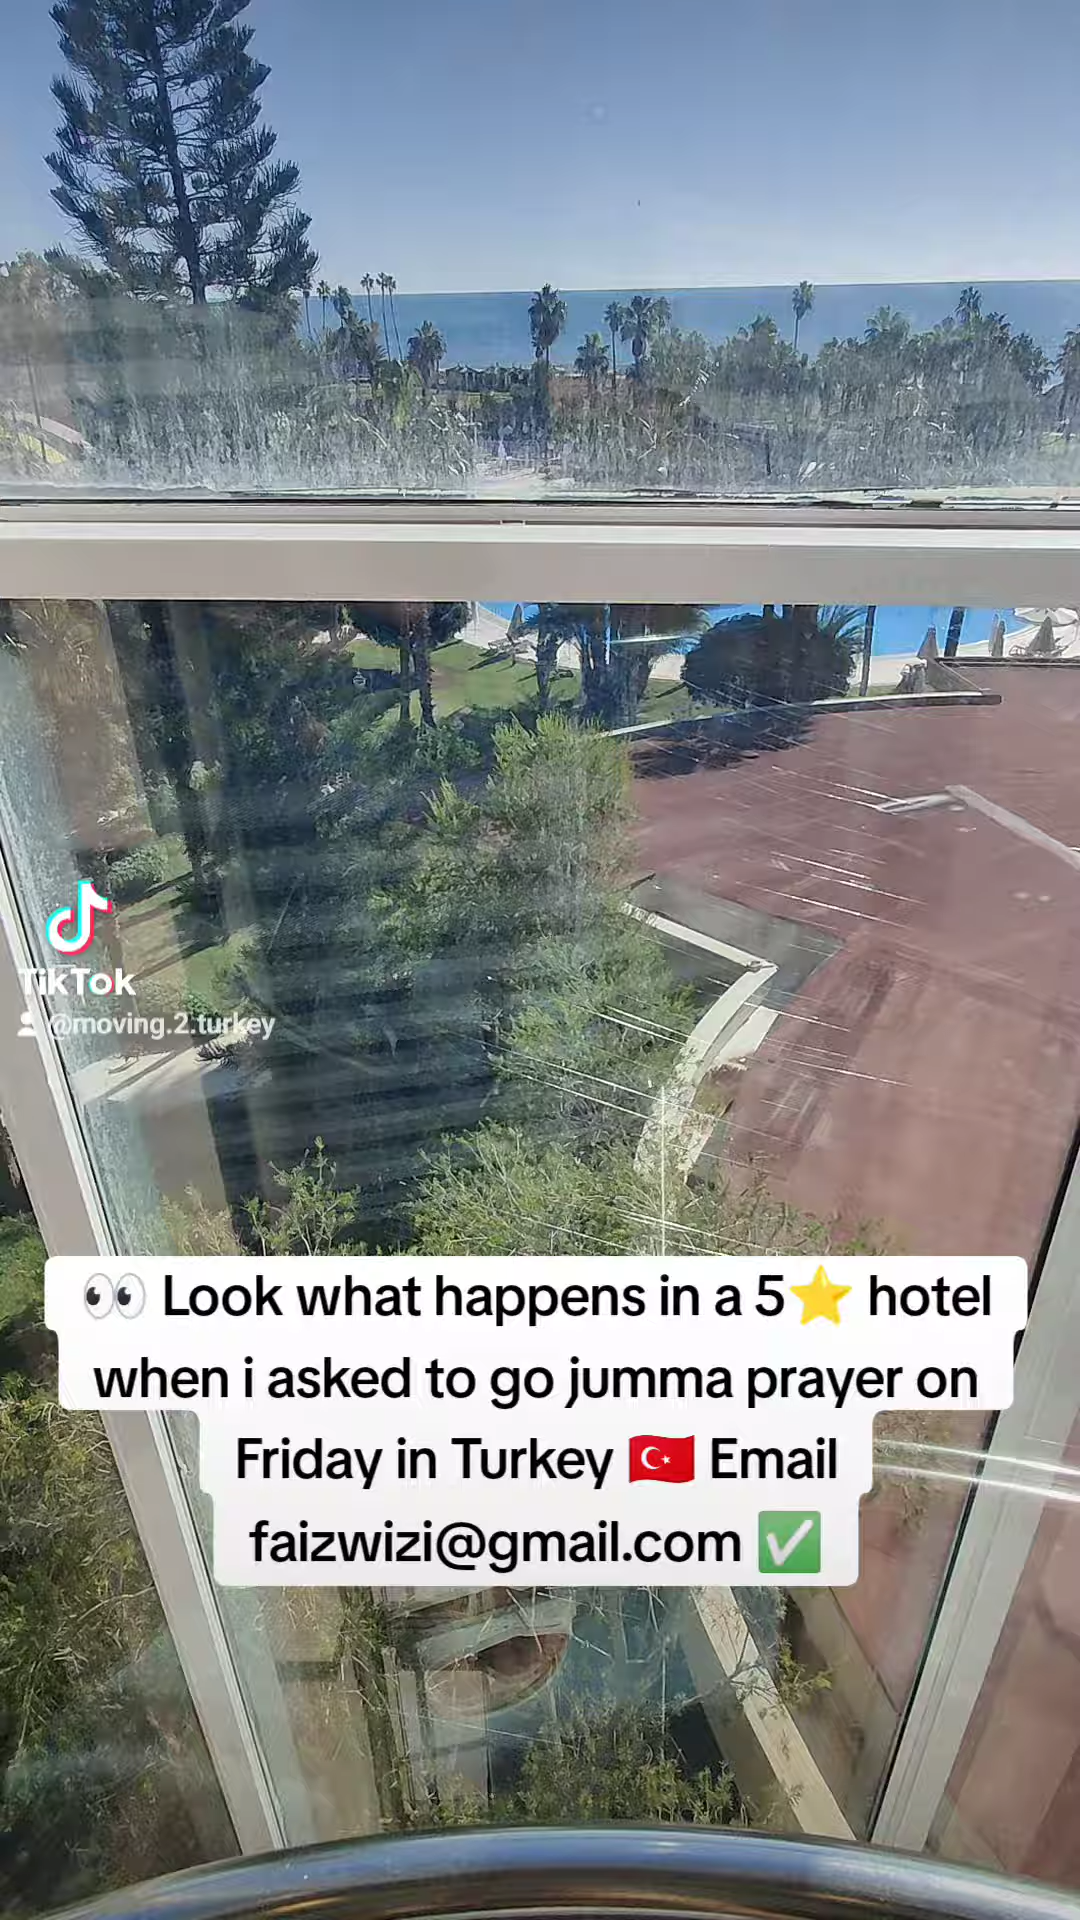 TikTok
@moving.2.turkey
👀 Look what happens in a 5⭐ hotel
when i asked to go jumma prayer on
Friday in Turkey 🇹🇷 Email
faizwizi@gmail.com ✅